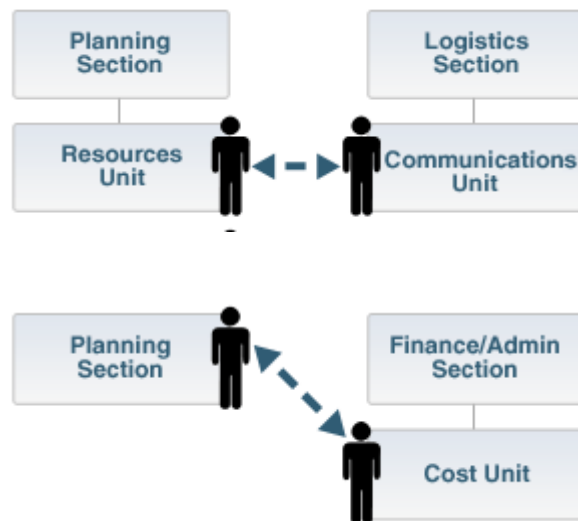 Planning
Section
Logistics
Section
Resources
Unit
Communications
Unit
Planning
Section
Finance/Admin
Section
Cost Unit